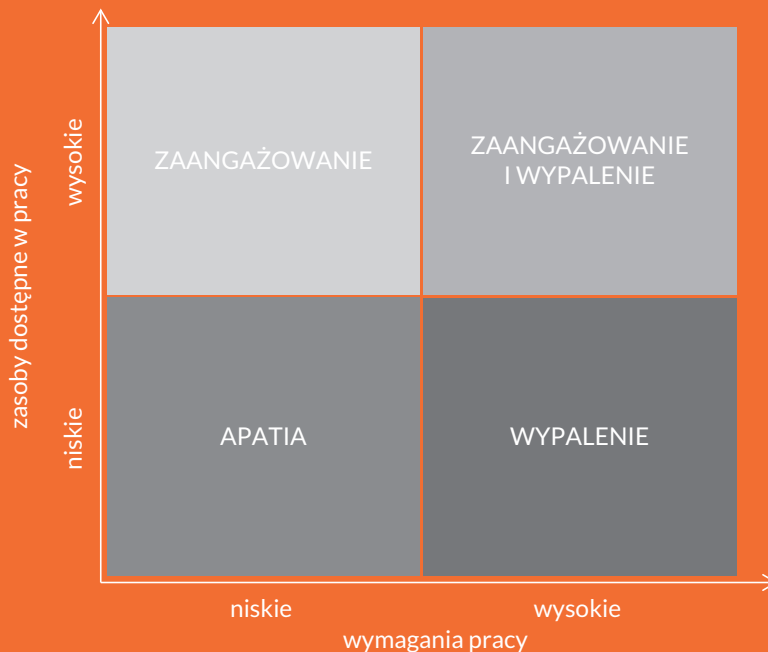 zasoby dostępne w pracy
wysokie
niskie
ZAANGAŻOWANIE
ZAANGAŻOWANIE
I WYPALENIE
APATIA
WYPALENIE
niskie
wysokie
wymagania pracy